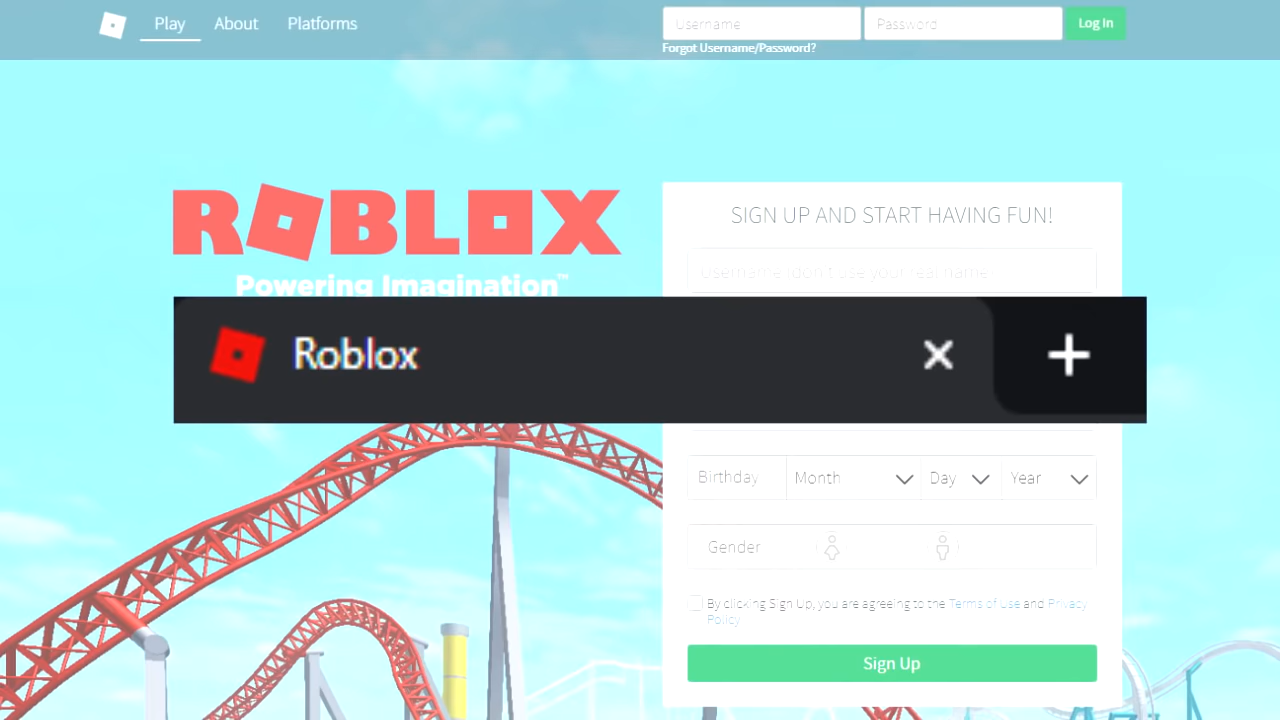 Play About Platforms
Username Password Log In
Forgot Username/Password?
ROBLOX
Powering Imagination™
SIGN UP AND START HAVING FUN!
Username (don't use your real name
Roblox
Birthday Month Day Year
Gender
By clicking Sign Up, you are agreeing to the Terms of Use and Privacy
Policy
Sign Up